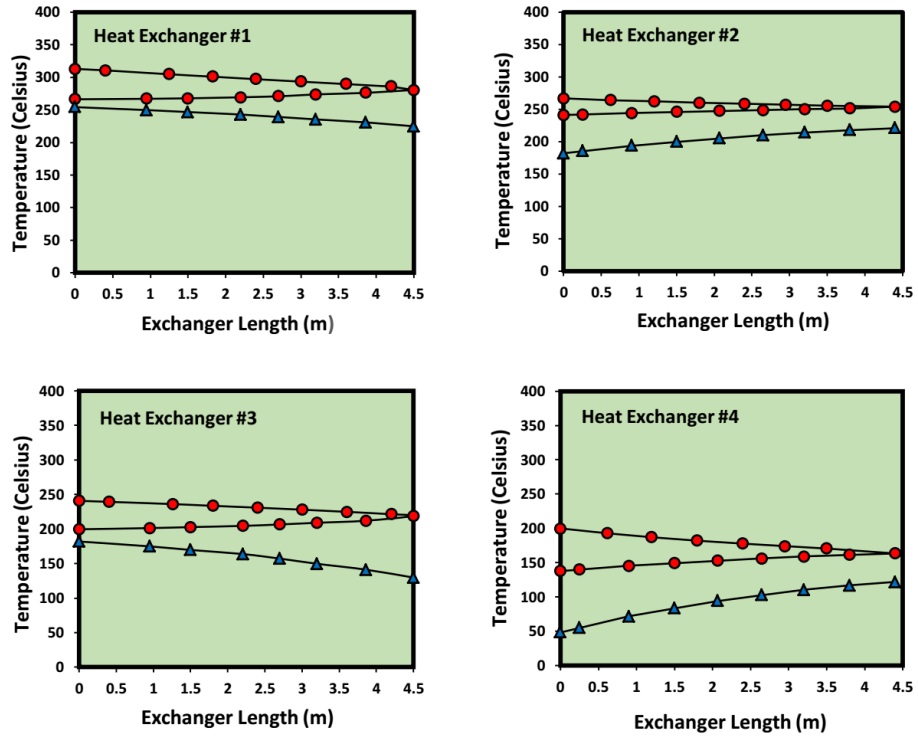 Heat Exchanger #1
Temperature (Celsius)
400
350
300
250
200
150
100
50
0
0 0.5 1 1.5 2 2.5 3 3.5 4 4.5
Exchanger Length (m)
Heat Exchanger #2
Temperature (Celsius)
400
350
300
250
200
150
100
50
0
0 0.5 1 1.5 2 2.5 3 3.5 4 4.5
Exchanger Length (m)
Heat Exchanger #3
Temperature (Celsius)
400
350
300
250
200
150
100
50
0
0 0.5 1 1.5 2 2.5 3 3.5 4 4.5
Exchanger Length (m)
Heat Exchanger #4
Temperature (Celsius)
400
350
300
250
200
150
100
50
0
0 0.5 1 1.5 2 2.5 3 3.5 4 4.5
Exchanger Length (m)